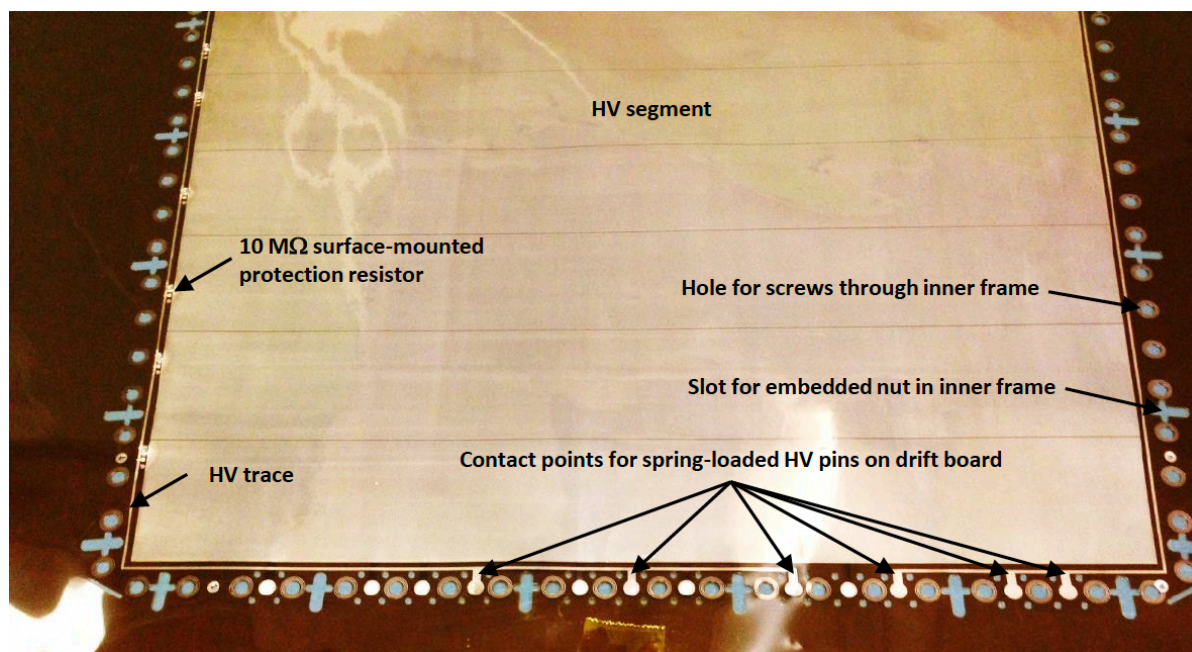 HV segment
10 MΩ surface-mounted
protection resistor
Hole for screws through inner frame
Slot for embedded nut in inner frame
Contact points for spring-loaded HV pins on drift board
HV trace